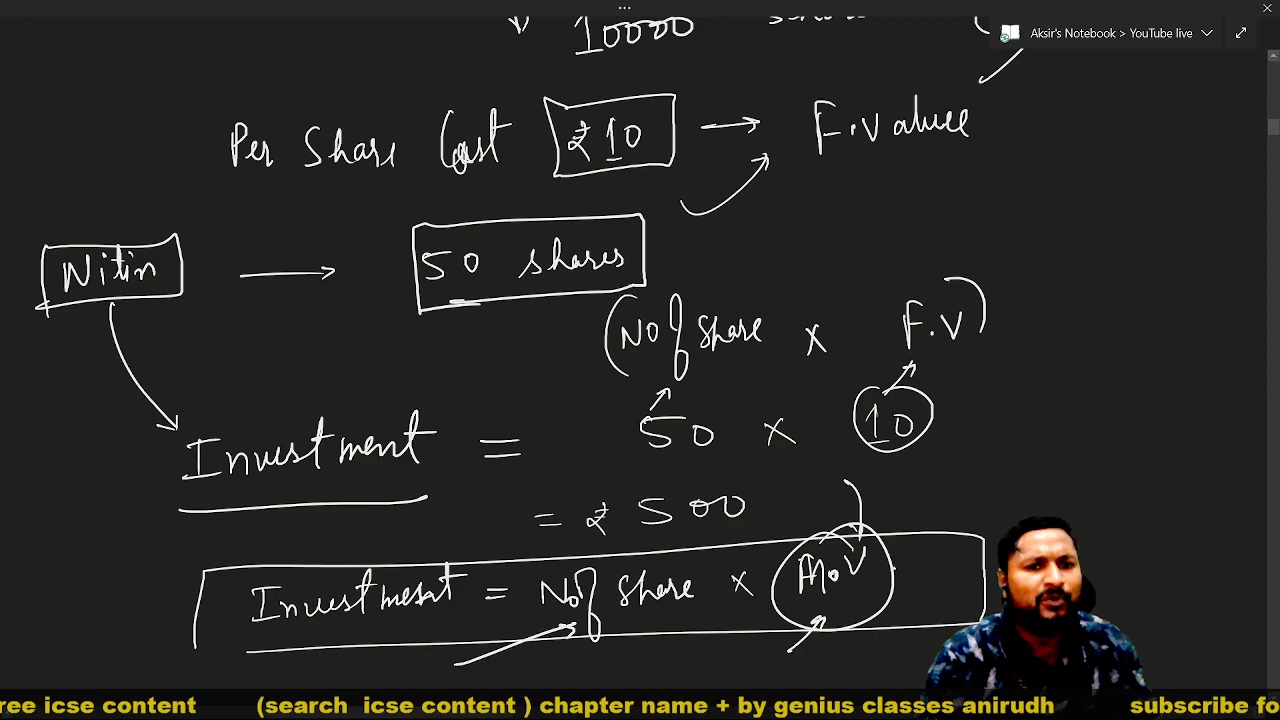 10000
Aksir's Notebook > YouTube live
Per Share Cost ₹10 → F.Value
Nitin → 50 shares
(No of share x F.V)
Investment = 50 x 10
= ₹ 500
Investment = No of share x M.V
ree icse content (search icse content ) chapter name + by genius classes anirudh subscribe fo